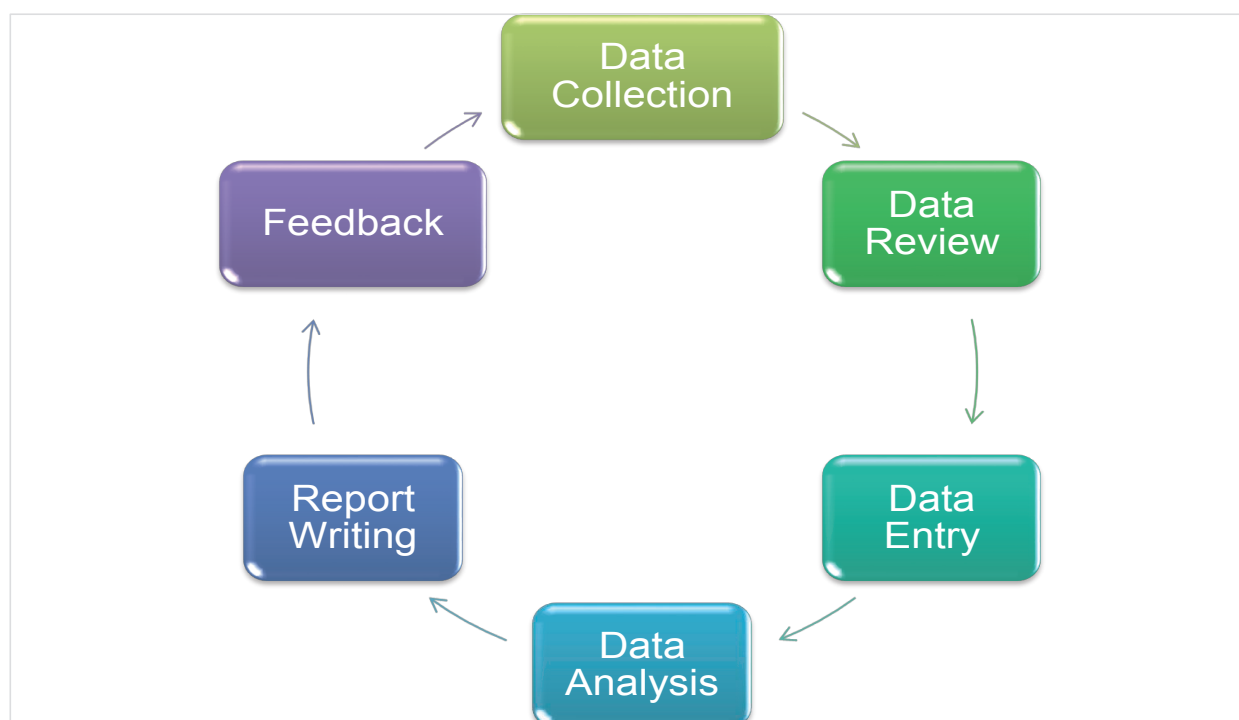 Data
Collection
Data
Review
Data
Entry
Data
Analysis
Report
Writing
Feedback